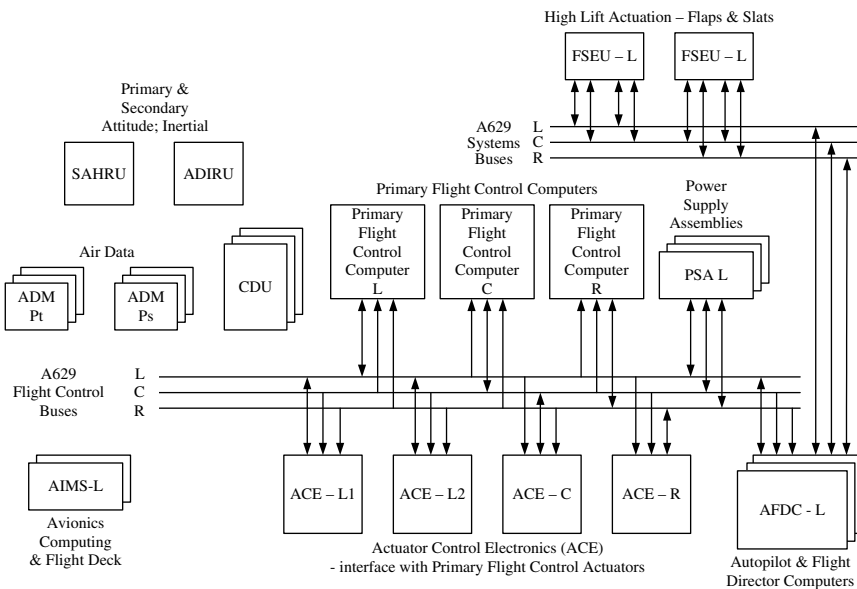 High Lift Actuation – Flaps & Slats
FSEU – L
FSEU – L
Primary &
Secondary
Attitude; Inertial
A629
Systems
Buses
L
C
R
SAHRU
ADIRU
Primary Flight Control Computers
Power
Supply
Assemblies
Primary
Flight
Control
Computer
L
Primary
Flight
Control
Computer
C
Primary
Flight
Control
Computer
R
PSA L
Air Data
ADM
Pt
ADM
Ps
CDU
A629
Flight Control
Buses
L
C
R
AIMS-L
Avionics
Computing
& Flight Deck
ACE – L1
ACE – L2
ACE – C
ACE – R
AFDC - L
Actuator Control Electronics (ACE)
- interface with Primary Flight Control Actuators
Autopilot & Flight
Director Computers